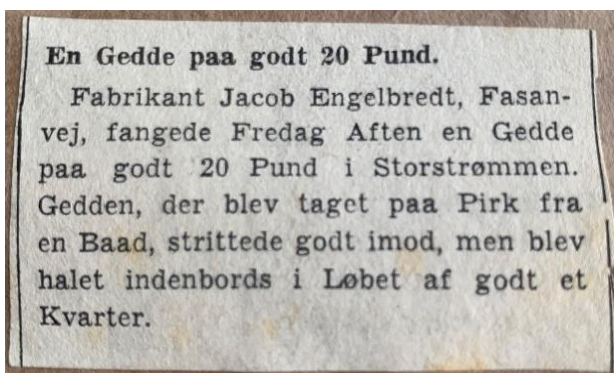 En Gedde paa godt 20 Pund.
Fabrikant Jacob Engelbredt, Fasan-
vej, fangede Fredag Aften en Gedde
paa godt 20 Pund i Storstrømmen.
Gedden, der blev taget paa Pirk fra
en Baad, strittede godt imod, men blev
halet indenbords i Løbet af godt et
Kvarter.